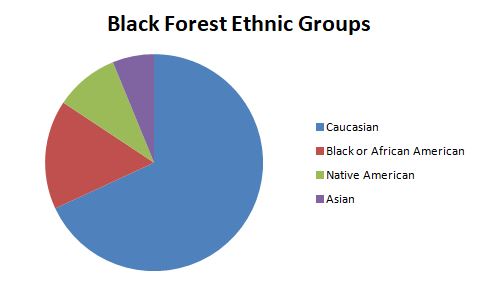 Black Forest Ethnic Groups
Caucasian
Black or African American
Native American
Asian